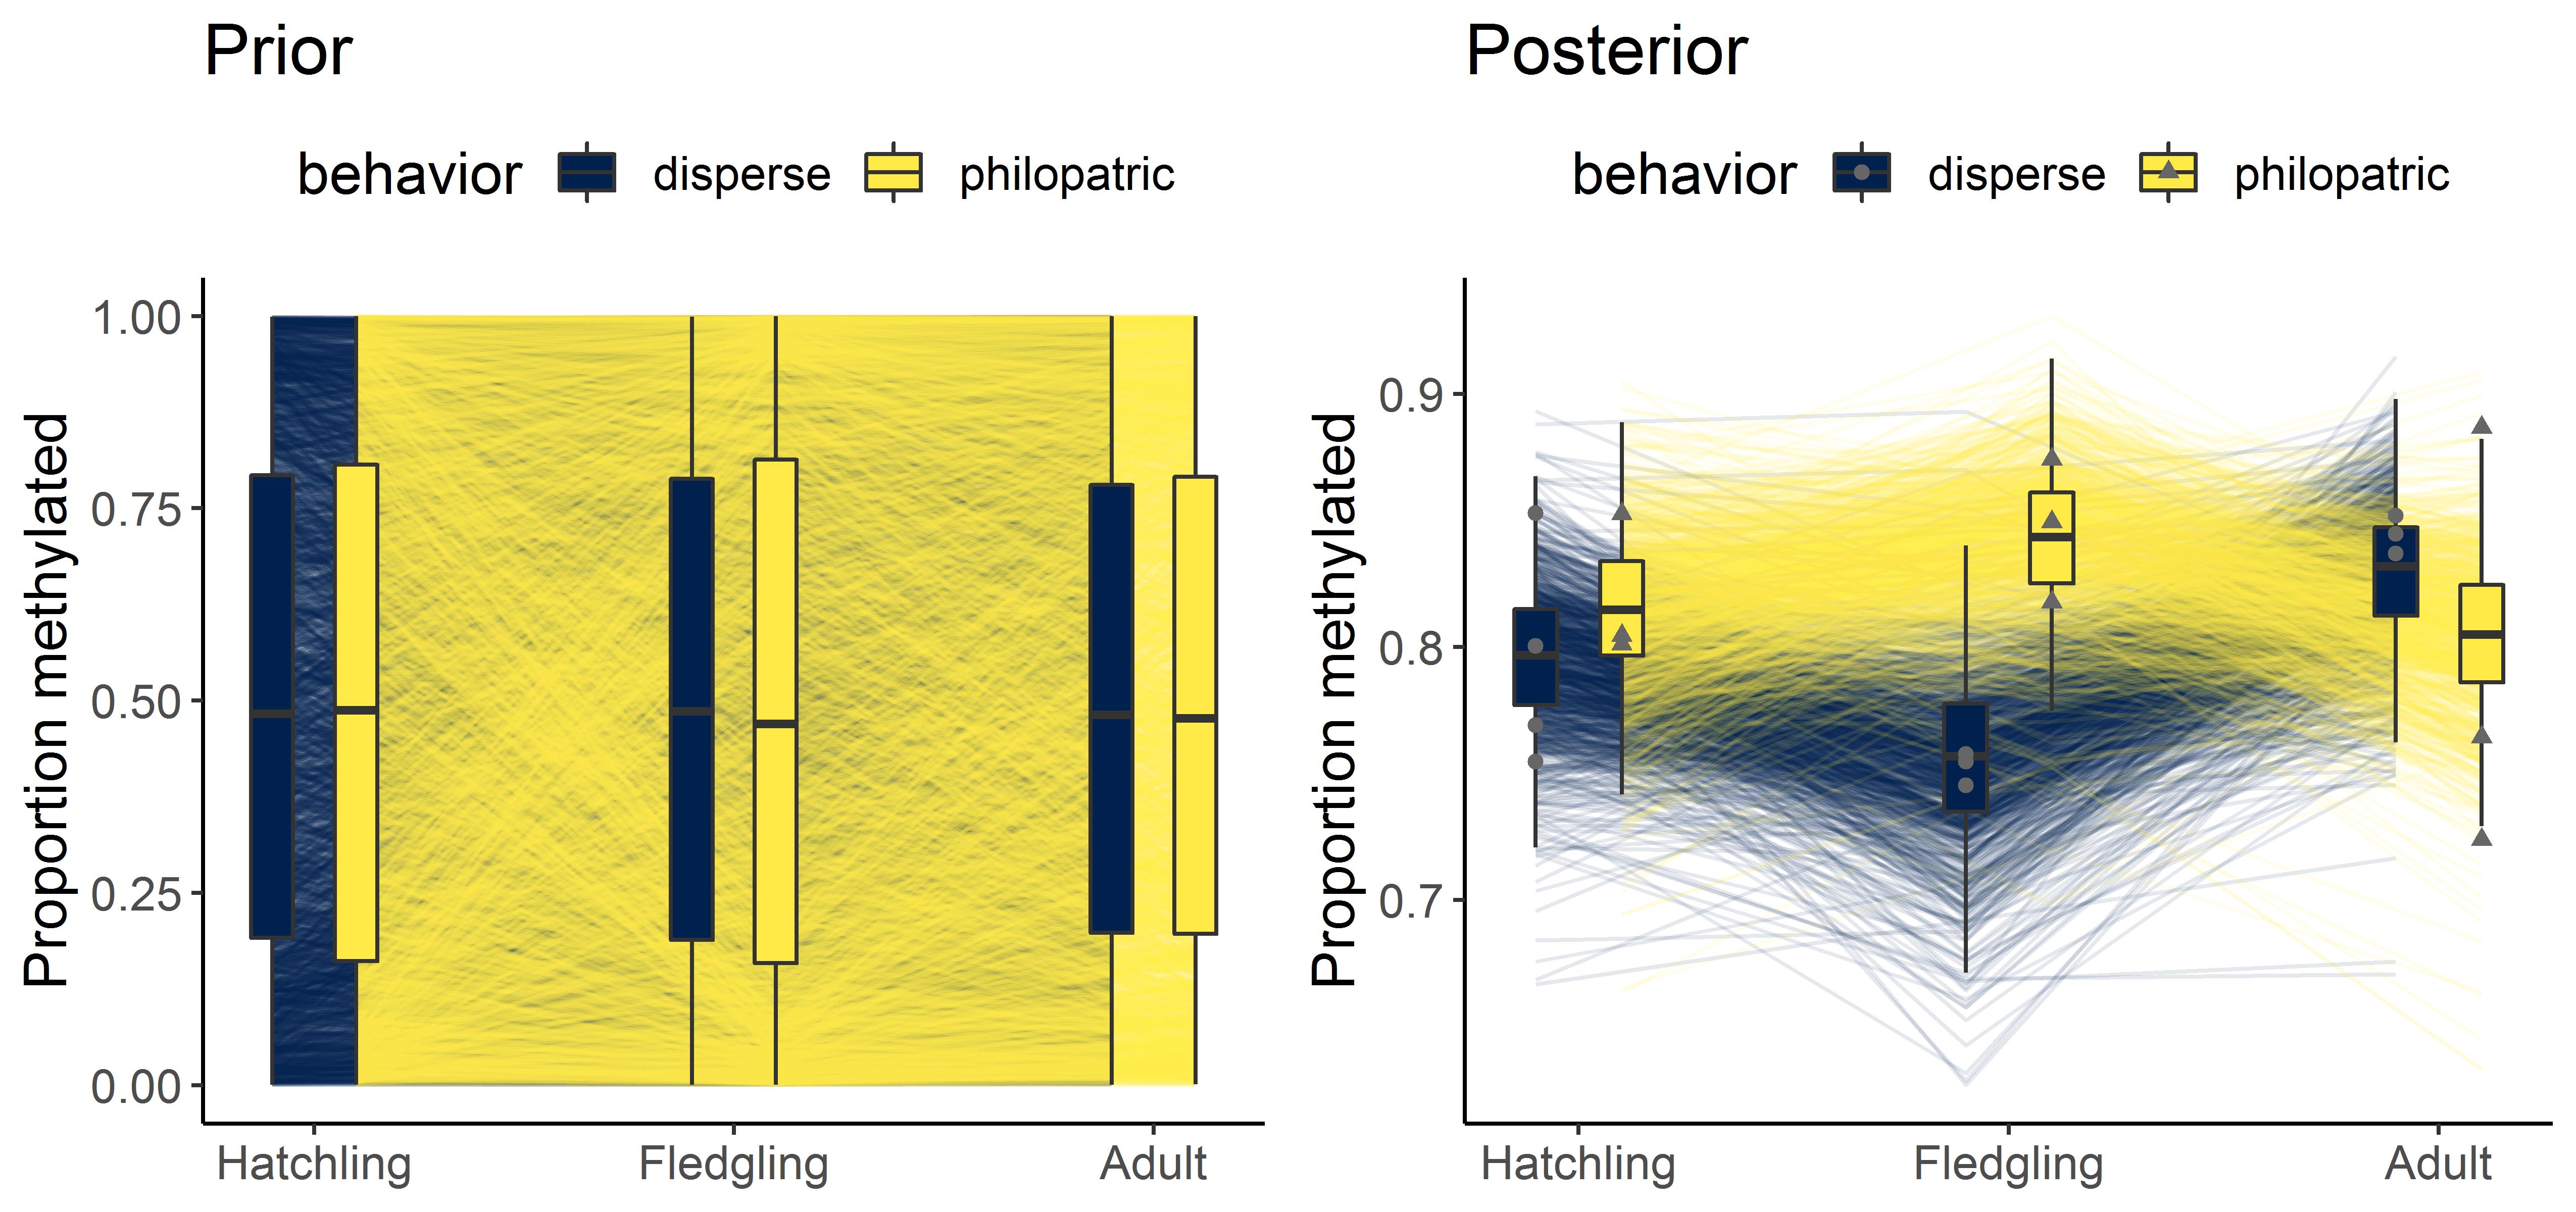 Prior
behavior disperse philopatric
Proportion methylated
1.00
0.75
0.50
0.25
0.00
Hatchling Fledgling Adult
Posterior
behavior disperse philopatric
Proportion methylated
0.9
0.8
0.7
Hatchling Fledgling Adult